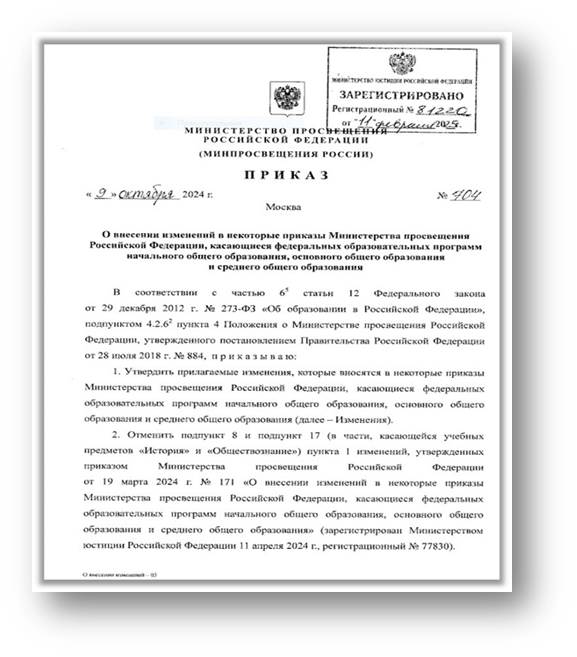 МИНИСТЕРСТВО ЮСТИЦИИ РОССИЙСКОЙ ФЕДЕРАЦИИ
ЗАРЕГИСТРИРОВАНО
Регистрационный № 81220
от "11" февраля 2025г.
МИНИСТЕРСТВО ПРОСВЕЩЕНИЯ
РОССИЙСКОЙ ФЕДЕРАЦИИ
(МИНПРОСВЕЩЕНИЯ РОССИИ)
ПРИКАЗ
« 9 » октября 2024 г.
№ 704
Москва
О внесении изменений в некоторые приказы Министерства просвещения
Российской Федерации, касающиеся федеральных образовательных программ
начального общего образования, основного общего образования
и среднего общего образования
В соответствии с частью 6⁵ статьи 12 Федерального закона
от 29 декабря 2012 г. № 273-ФЗ «Об образовании в Российской Федерации»,
подпунктом 4.2.6² пункта 4 Положения о Министерстве просвещения Российской
Федерации, утвержденного постановлением Правительства Российской Федерации
от 28 июля 2018 г. № 884, приказываю:
1. Утвердить прилагаемые изменения, которые вносятся в некоторые приказы
Министерства просвещения Российской Федерации, касающиеся федеральных
образовательных программ начального общего образования, основного общего
образования и среднего общего образования (далее – Изменения).
2. Отменить подпункт 8 и подпункт 17 (в части, касающейся учебных
предметов «История» и «Обществознание») пункта 1 изменений, утвержденных
приказом Министерства просвещения Российской Федерации
от 19 марта 2024 г. № 171 «О внесении изменений в некоторые приказы
Министерства просвещения Российской Федерации, касающиеся федеральных
образовательных программ начального общего образования, основного общего
образования и среднего общего образования» (зарегистрирован Министерством
юстиции Российской Федерации 11 апреля 2024 г., регистрационный № 77830).
О внесении изменений - 03